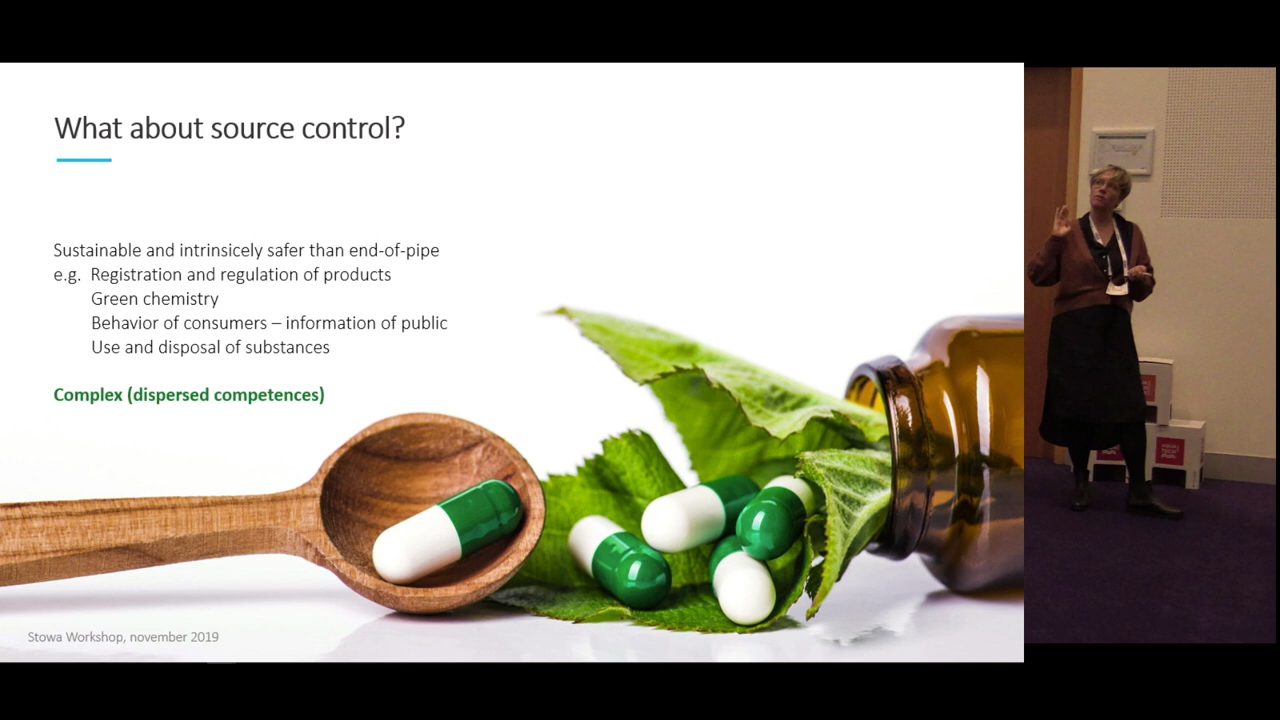 What about source control?
Sustainable and intrinsicely safer than end-of-pipe
e.g. Registration and regulation of products
Green chemistry
Behavior of consumers – information of public
Use and disposal of substances
Complex (dispersed competences)
Stowa Workshop, november 2019